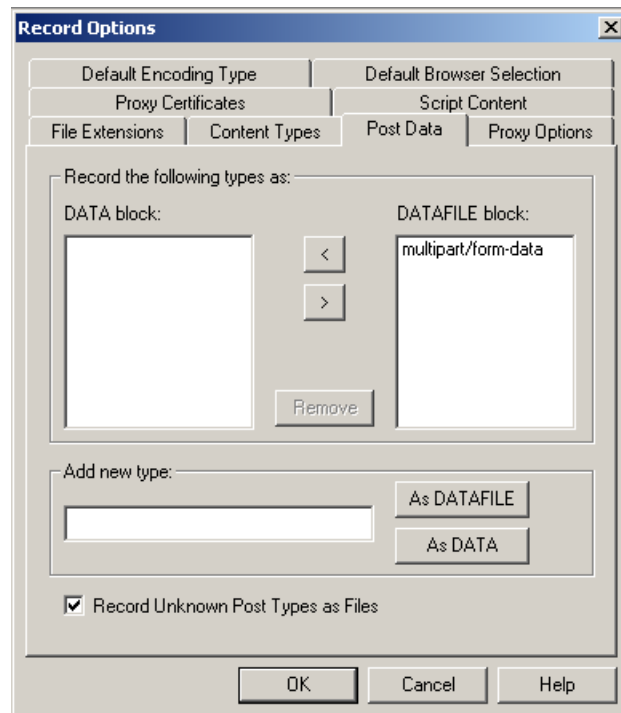 Record Options
Default Encoding Type Default Browser Selection
Proxy Certificates Script Content
File Extensions Content Types Post Data Proxy Options
Record the following types as:
DATA block: DATAFILE block:
<
multipart/form-data
>
Remove
Add new type:
As DATAFILE
As DATA
Record Unknown Post Types as Files
OK Cancel Help